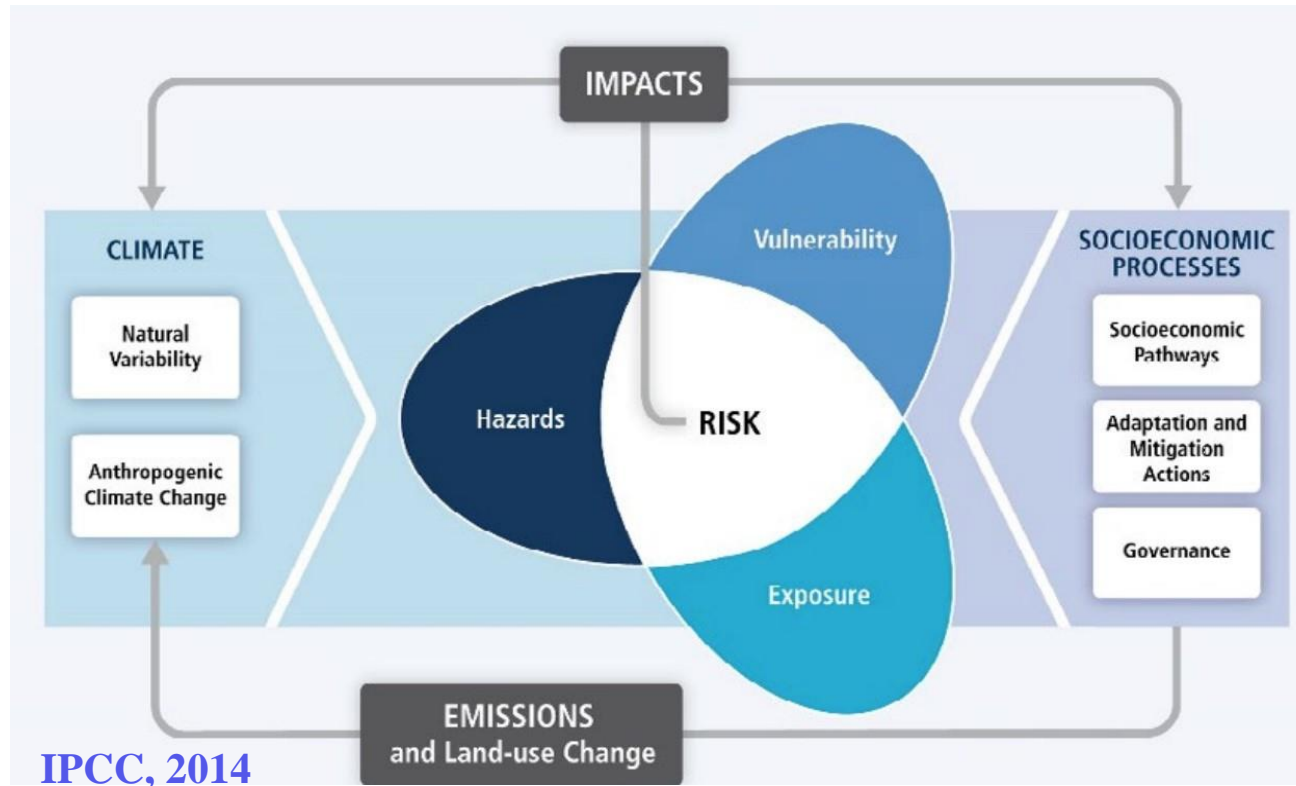 IMPACTS
CLIMATE
Natural
Variability
Anthropogenic
Climate Change
Vulnerability
Hazards
RISK
Exposure
SOCIOECONOMIC
PROCESSES
Socioeconomic
Pathways
Adaptation and
Mitigation
Actions
Governance
EMISSIONS
and Land-use Change
IPCC, 2014